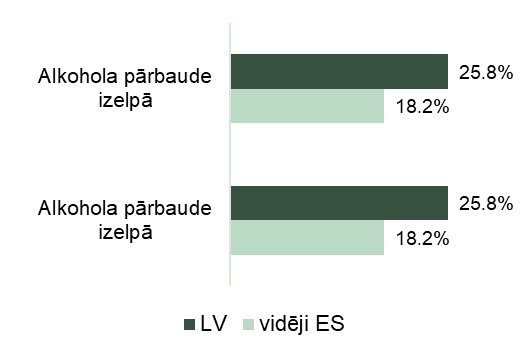 Alkohola pārbaude
izelpā
25.8%
18.2%
Alkohola pārbaude
izelpā
25.8%
18.2%
LV vidēji ES